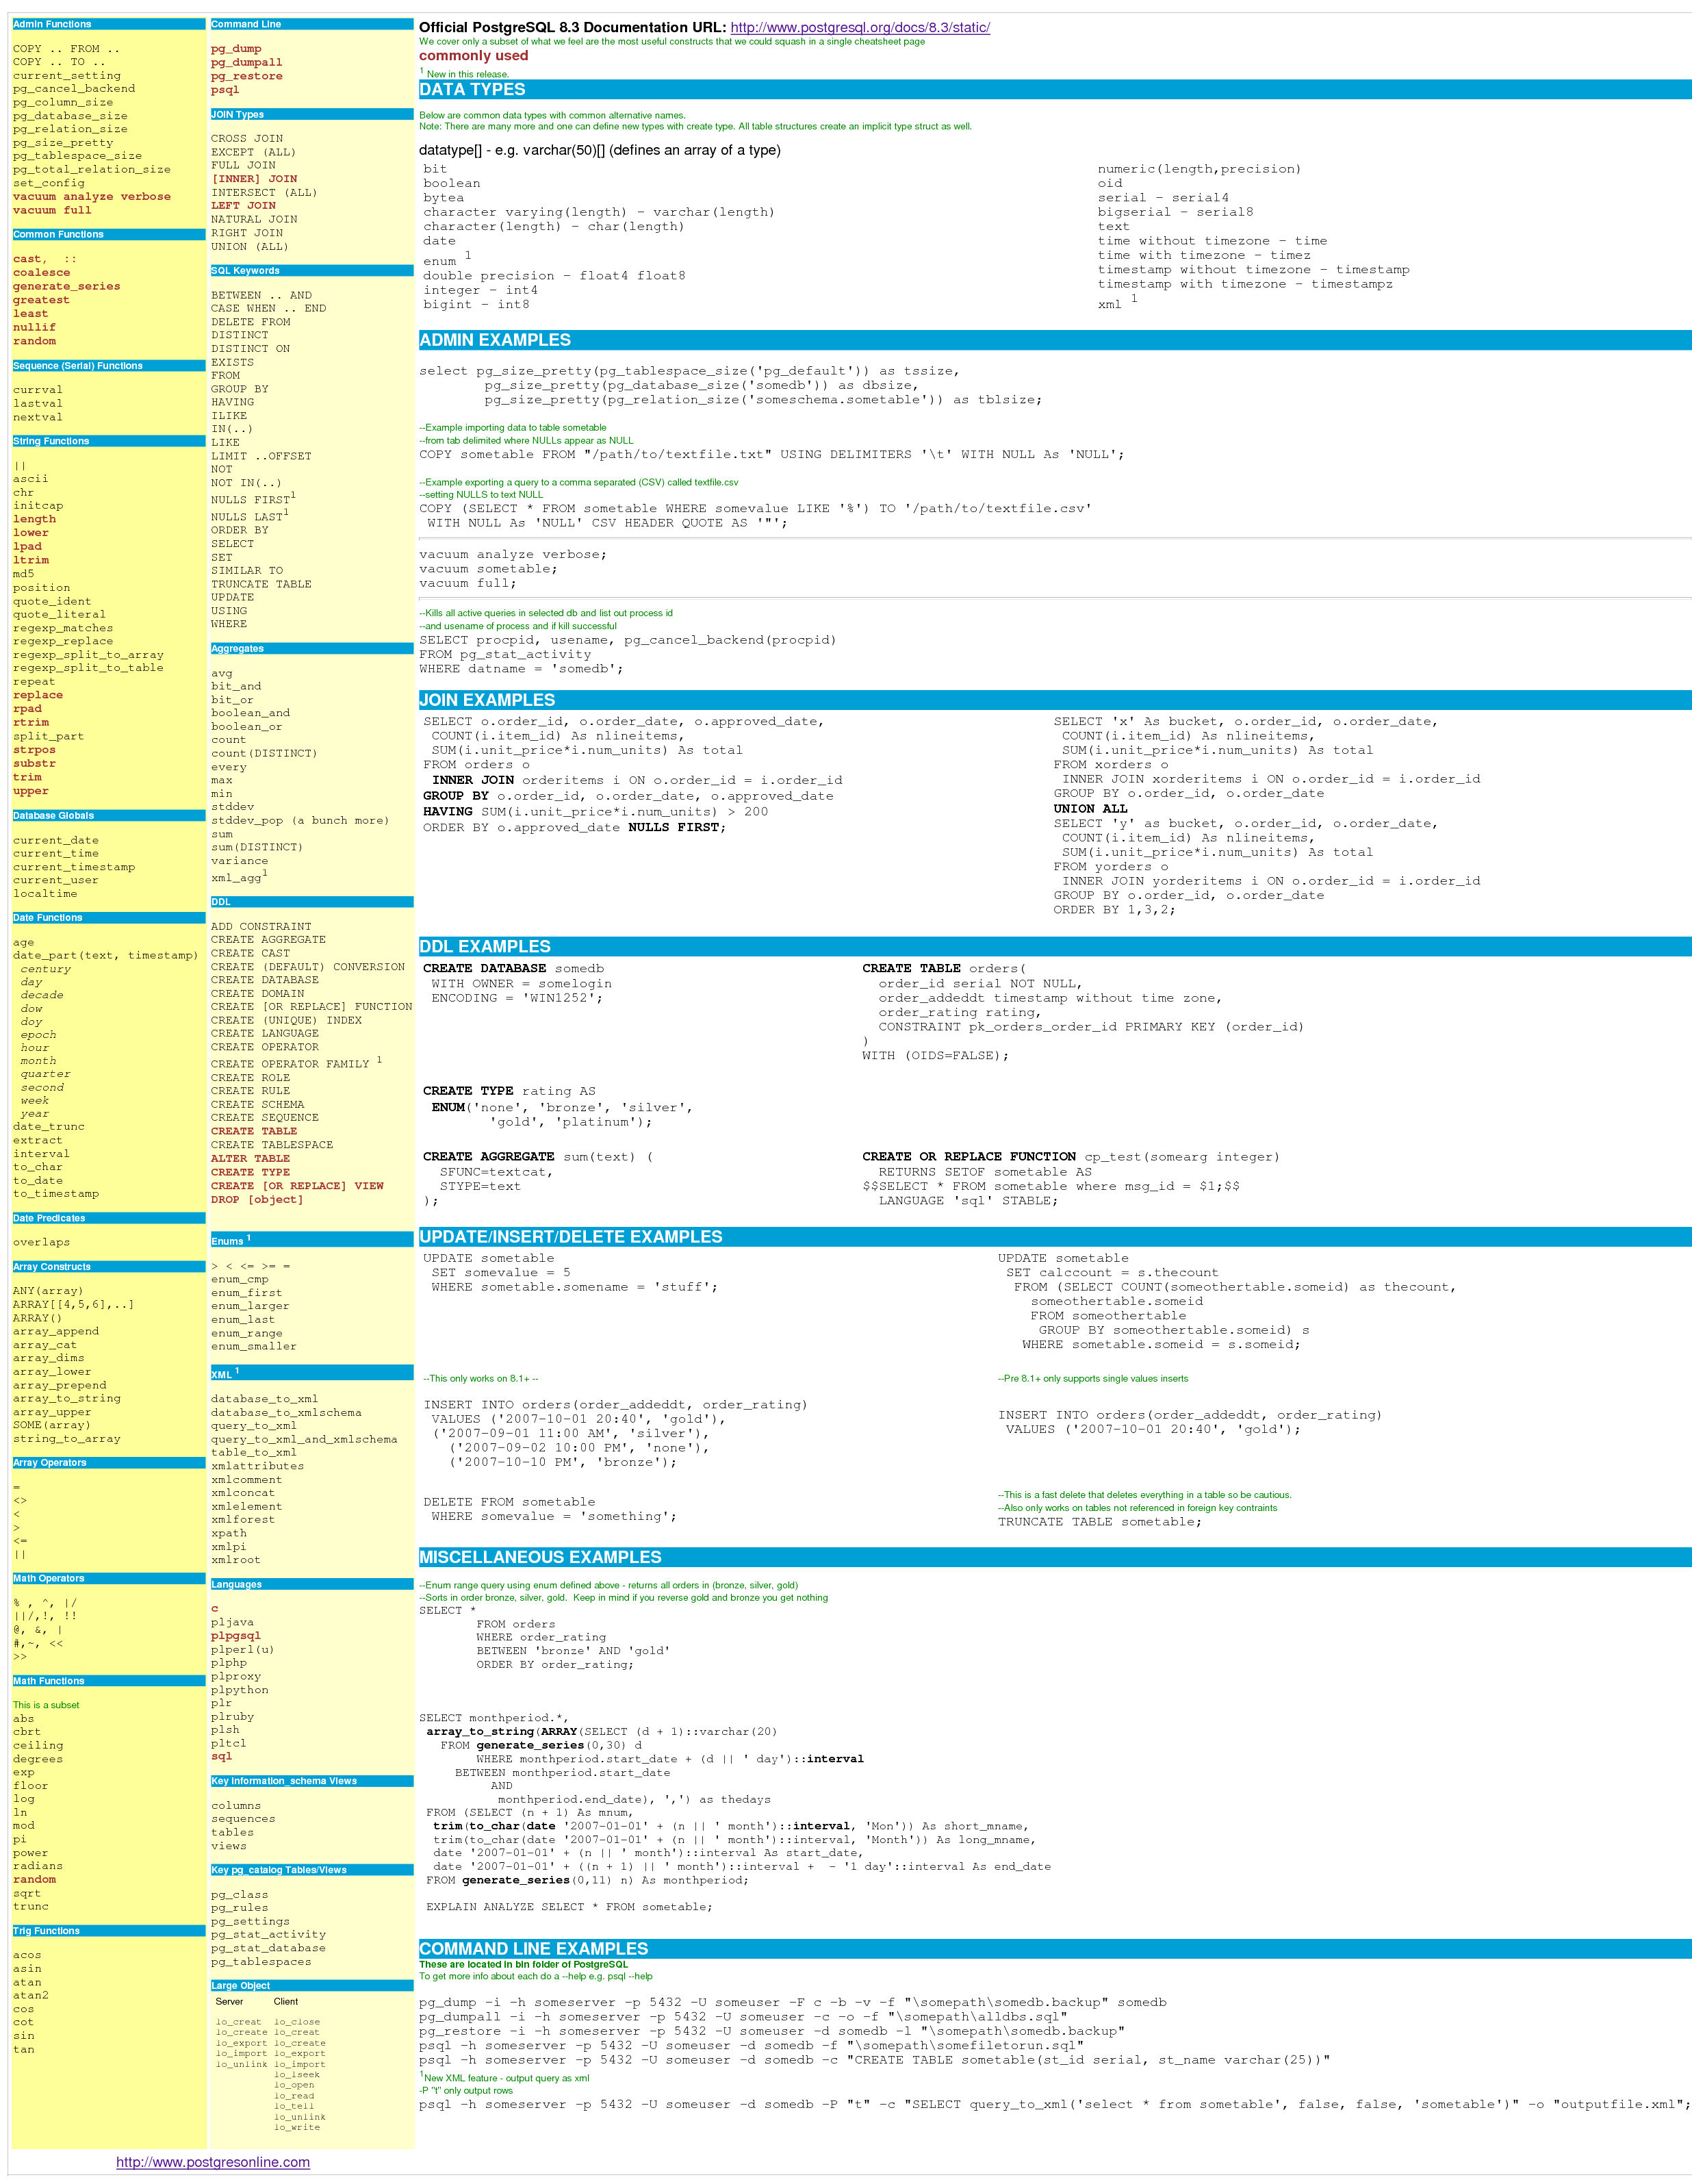 Admin Functions
COPY .. FROM ..
COPY .. TO ..
current_setting
pg_cancel_backend
pg_column_size
pg_database_size
pg_relation_size
pg_size_pretty
pg_tablespace_size
pg_total_relation_size
set_config
vacuum analyze verbose
vacuum full
Common Functions
cast, ::
coalesce
generate_series
greatest
least
nullif
random
Sequence (Serial) Functions
currval
lastval
nextval
String Functions
||
ascii
chr
initcap
length
lower
lpad
ltrim
md5
position
quote_ident
quote_literal
regexp_matches
regexp_replace
regexp_split_to_array
regexp_split_to_table
repeat
replace
rpad
rtrim
split_part
strpos
substr
trim
upper
Database Globals
current_date
current_time
current_timestamp
current_user
localtime
Date Functions
age
date_part(text, timestamp)
century
day
decade
dow
doy
epoch
hour
month
quarter
second
week
year
date_trunc
extract
interval
to_char
to_date
to_timestamp
Date Predicates
overlaps
Array Constructs
ANY(array)
ARRAY[[4,5,6],..]
ARRAY()
array_append
array_cat
array_dims
array_lower
array_prepend
array_to_string
array_upper
SOME(array)
string_to_array
Array Operators
=
<>
<
>
<=
||
Math Operators
% , ^, |/
||/,!, !!
@, &, |
#,~, <<
>>
Math Functions
This is a subset
abs
cbrt
ceiling
degrees
exp
floor
log
ln
mod
pi
power
radians
random
sqrt
trunc
Trig Functions
acos
asin
atan
atan2
cos
cot
sin
tan
Command Line
pg_dump
pg_dumpall
pg_restore
psql
JOIN Types
CROSS JOIN
EXCEPT (ALL)
FULL JOIN
[INNER] JOIN
INTERSECT (ALL)
LEFT JOIN
NATURAL JOIN
RIGHT JOIN
UNION (ALL)
SQL Keywords
BETWEEN .. AND
CASE WHEN .. END
DELETE FROM
DISTINCT
DISTINCT ON
EXISTS
FROM
GROUP BY
HAVING
ILIKE
IN(..)
LIKE
LIMIT ..OFFSET
NOT
NOT IN(..)
NULLS FIRST1
NULLS LAST1
ORDER BY
SELECT
SET
SIMILAR TO
TRUNCATE TABLE
UPDATE
USING
WHERE
Aggregates
avg
bit_and
bit_or
boolean_and
boolean_or
count
count(DISTINCT)
every
max
min
stddev
stddev_pop (a bunch more)
sum
sum(DISTINCT)
variance
xml_agg1
DDL
ADD CONSTRAINT
CREATE AGGREGATE
CREATE CAST
CREATE (DEFAULT) CONVERSION
CREATE DATABASE
CREATE DOMAIN
CREATE [OR REPLACE] FUNCTION
CREATE (UNIQUE) INDEX
CREATE LANGUAGE
CREATE OPERATOR
CREATE OPERATOR FAMILY 1
CREATE ROLE
CREATE RULE
CREATE SCHEMA
CREATE SEQUENCE
CREATE TABLE
CREATE TABLESPACE
ALTER TABLE
CREATE TYPE
CREATE [OR REPLACE] VIEW
DROP [object]
Enums 1
> < <= >= =
enum_cmp
enum_first
enum_larger
enum_last
enum_range
enum_smaller
XML 1
database_to_xml
database_to_xmlschema
query_to_xml
query_to_xml_and_xmlschema
table_to_xml
xmlattributes
xmlcomment
xmlconcat
xmlelement
xmlforest
xpath
xmlpi
xmlroot
Languages
c
pljava
plpgsql
plperl(u)
plphp
plproxy
plpython
plr
plruby
plsh
pltcl
sql
Key Information_schema Views
columns
sequences
tables
views
Key pg_catalog Tables/Views
pg_class
pg_rules
pg_settings
pg_stat_activity
pg_stat_database
pg_tablespaces
Large Object
Server Client
lo_creat lo_close
lo_create lo_creat
lo_export lo_create
lo_import lo_export
lo_unlink lo_import
lo_lseek
lo_open
lo_read
lo_tell
lo_unlink
lo_write
Official PostgreSQL 8.3 Documentation URL: http://www.postgresql.org/docs/8.3/static/
We cover only a subset of what we feel are the most useful constructs that we could squash in a single cheatsheet page
commonly used
1 New in this release.
DATA TYPES
Below are common data types with common alternative names.
Note: There are many more and one can define new types with create type. All table structures create an implicit type struct as well.
datatype[] - e.g. varchar(50)[] (defines an array of a type)
bit
boolean
bytea
character varying(length) - varchar(length)
character(length) - char(length)
date
enum 1
double precision - float4 float8
integer - int4
bigint - int8
numeric(length,precision)
oid
serial - serial4
bigserial - serial8
text
time without timezone - time
time with timezone - timez
timestamp without timezone - timestamp
timestamp with timezone - timestampz
xml 1
ADMIN EXAMPLES
select pg_size_pretty(pg_tablespace_size('pg_default')) as tssize,
pg_size_pretty(pg_database_size('somedb')) as dbsize,
pg_size_pretty(pg_relation_size('someschema.sometable')) as tblsize;
--Example importing data to table sometable
--from tab delimited where NULLs appear as NULL
COPY sometable FROM "/path/to/textfile.txt" USING DELIMITERS '\t' WITH NULL As 'NULL';
--Example exporting a query to a comma separated (CSV) called textfile.csv
--setting NULLS to text NULL
COPY (SELECT * FROM sometable WHERE somevalue LIKE '%') TO '/path/to/textfile.csv'
WITH NULL As 'NULL' CSV HEADER QUOTE AS '"';
vacuum analyze verbose;
vacuum sometable;
vacuum full;
--Kills all active queries in selected db and list out process id
--and usename of process and if kill successful
SELECT procpid, usename, pg_cancel_backend(procpid)
FROM pg_stat_activity
WHERE datname = 'somedb';
JOIN EXAMPLES
SELECT o.order_id, o.order_date, o.approved_date,
COUNT(i.item_id) As nlineitems,
SUM(i.unit_price*i.num_units) As total
FROM orders o
INNER JOIN orderitems i ON o.order_id = i.order_id
GROUP BY o.order_id, o.order_date, o.approved_date
HAVING SUM(i.unit_price*i.num_units) > 200
ORDER BY o.approved_date NULLS FIRST;
SELECT 'x' As bucket, o.order_id, o.order_date,
COUNT(i.item_id) As nlineitems,
SUM(i.unit_price*i.num_units) As total
FROM xorders o
INNER JOIN xorderitems i ON o.order_id = i.order_id
GROUP BY o.order_id, o.order_date
UNION ALL
SELECT 'y' as bucket, o.order_id, o.order_date,
COUNT(i.item_id) As nlineitems,
SUM(i.unit_price*i.num_units) As total
FROM yorders o
INNER JOIN yorderitems i ON o.order_id = i.order_id
GROUP BY o.order_id, o.order_date
ORDER BY 1,3,2;
DDL EXAMPLES
CREATE DATABASE somedb
WITH OWNER = somelogin
ENCODING = 'WIN1252';
CREATE TABLE orders(
order_id serial NOT NULL,
order_addeddt timestamp without time zone,
order_rating rating,
CONSTRAINT pk_orders_order_id PRIMARY KEY (order_id)
)
WITH (OIDS=FALSE);
CREATE TYPE rating AS
ENUM('none', 'bronze', 'silver',
'gold', 'platinum');
CREATE AGGREGATE sum(text) (
SFUNC=textcat,
STYPE=text
);
CREATE OR REPLACE FUNCTION cp_test(somearg integer)
RETURNS SETOF sometable AS
$$SELECT * FROM sometable where msg_id = $1;$$
LANGUAGE 'sql' STABLE;
UPDATE/INSERT/DELETE EXAMPLES
UPDATE sometable
SET somevalue = 5
WHERE sometable.somename = 'stuff';
UPDATE sometable
SET calccount = s.thecount
FROM (SELECT COUNT(someothertable.someid) as thecount,
someothertable.someid
FROM someothertable
GROUP BY someothertable.someid) s
WHERE sometable.someid = s.someid;
--This only works on 8.1+ --
INSERT INTO orders(order_addeddt, order_rating)
VALUES ('2007-10-01 20:40', 'gold'),
('2007-09-01 11:00 AM', 'silver'),
('2007-09-02 10:00 PM', 'none'),
('2007-10-10 PM', 'bronze');
--Pre 8.1+ only supports single values inserts
INSERT INTO orders(order_addeddt, order_rating)
VALUES ('2007-10-01 20:40', 'gold');
DELETE FROM sometable
WHERE somevalue = 'something';
--This is a fast delete that deletes everything in a table so be cautious.
--Also only works on tables not referenced in foreign key contraints
TRUNCATE TABLE sometable;
MISCELLANEOUS EXAMPLES
--Enum range query using enum defined above - returns all orders in (bronze, silver, gold)
--Sorts in order bronze, silver, gold. Keep in mind if you reverse gold and bronze you get nothing
SELECT *
FROM orders
WHERE order_rating
BETWEEN 'bronze' AND 'gold'
ORDER BY order_rating;
SELECT monthperiod.*,
array_to_string(ARRAY(SELECT (d + 1)::varchar(20)
FROM generate_series(0,30) d
WHERE monthperiod.start_date + (d || ' day')::interval
BETWEEN monthperiod.start_date
AND
monthperiod.end_date), ',') as thedays
FROM (SELECT (n + 1) As mnum,
trim(to_char(date '2007-01-01' + (n || ' month')::interval, 'Mon')) As short_mname,
trim(to_char(date '2007-01-01' + (n || ' month')::interval, 'Month')) As long_mname,
date '2007-01-01' + (n || ' month')::interval As start_date,
date '2007-01-01' + ((n + 1) || ' month')::interval + - '1 day'::interval As end_date
FROM generate_series(0,11) n) As monthperiod;
EXPLAIN ANALYZE SELECT * FROM sometable;
COMMAND LINE EXAMPLES
These are located in bin folder of PostgreSQL
To get more info about each do a --help e.g. psql --help
pg_dump -i -h someserver -p 5432 -U someuser -F c -b -v -f "\somepath\somedb.backup" somedb
pg_dumpall -i -h someserver -p 5432 -U someuser -c -o -f "\somepath\alldbs.sql"
pg_restore -i -h someserver -p 5432 -U someuser -d somedb -l "\somepath\somedb.backup"
psql -h someserver -p 5432 -U someuser -d somedb -f "\somepath\somefiletorun.sql"
psql -h someserver -p 5432 -U someuser -d somedb -c "CREATE TABLE sometable(st_id serial, st_name varchar(25))"
1New XML feature - output query as xml
-P "t" only output rows
psql -h someserver -p 5432 -U someuser -d somedb -P "t" -c "SELECT query_to_xml('select * from sometable', false, false, 'sometable')" -o "outputfile.xml";
http://www.postgresonline.com